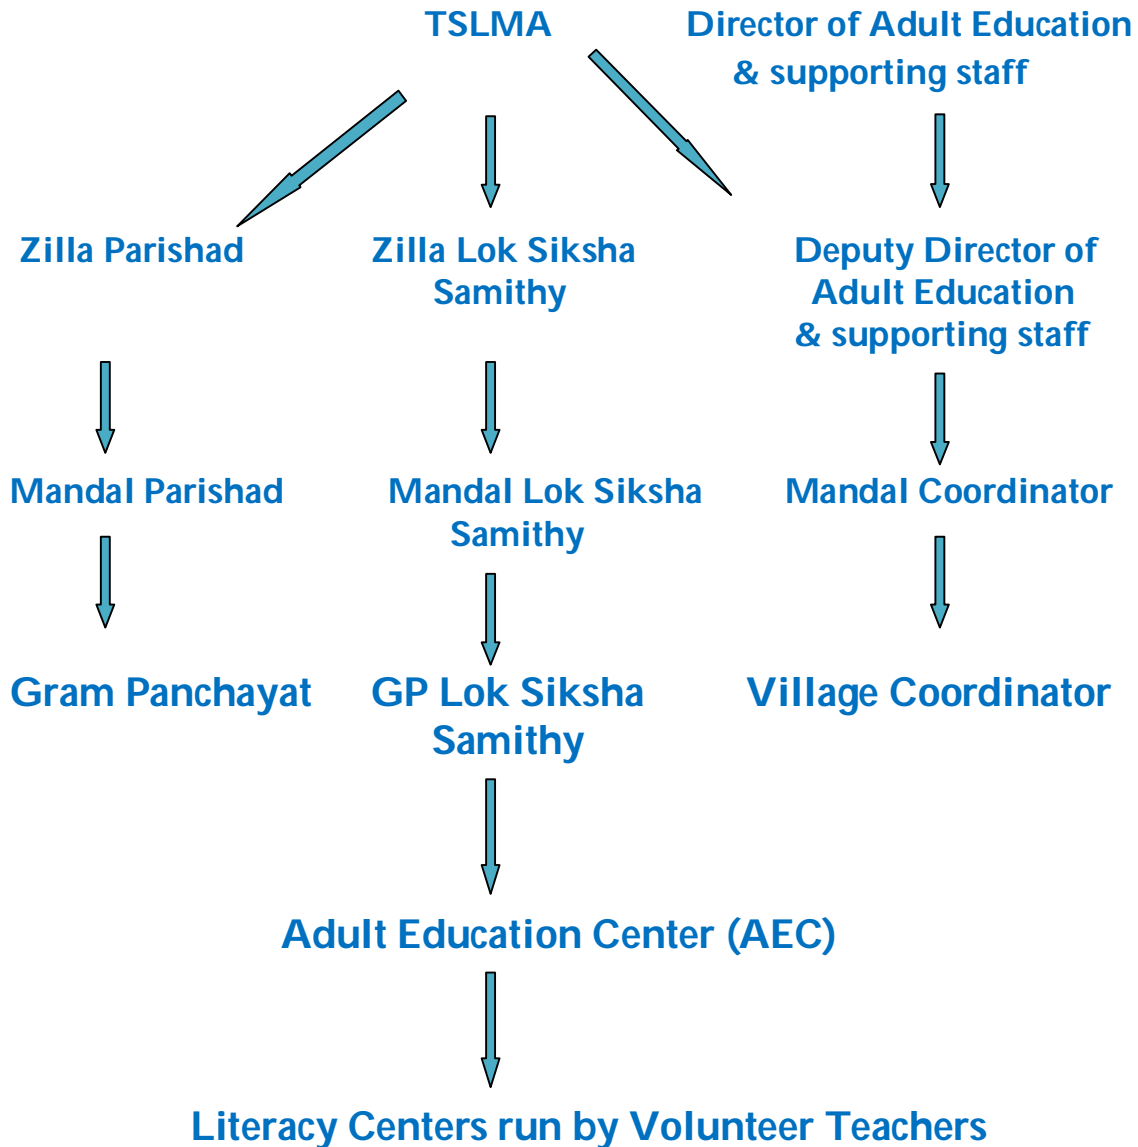 TSLMA
Director of Adult Education
& supporting staff
Zilla Parishad
Zilla Lok Siksha
Samithy
Deputy Director of
Adult Education
& supporting staff
Mandal Parishad
Mandal Lok Siksha
Samithy
Mandal Coordinator
Gram Panchayat
GP Lok Siksha
Samithy
Village Coordinator
Adult Education Center (AEC)
Literacy Centers run by Volunteer Teachers